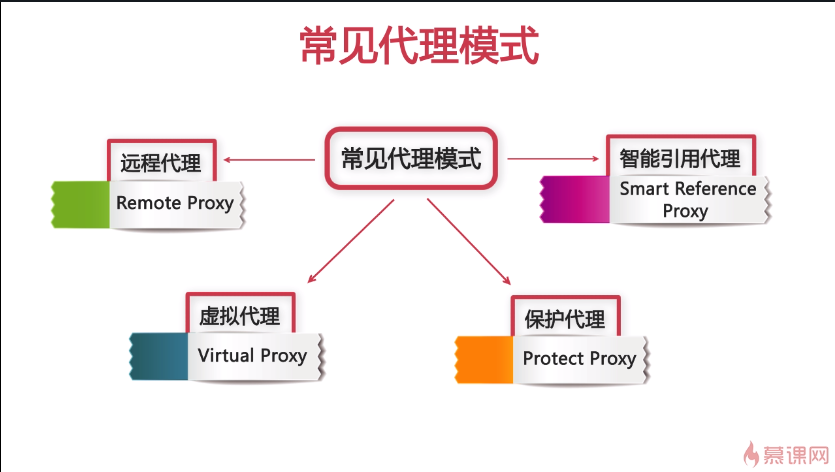 常见代理模式
常见代理模式
远程代理
Remote Proxy
智能引用代理
Smart Reference
Proxy
虚拟代理
Virtual Proxy
保护代理
Protect Proxy
慕课网